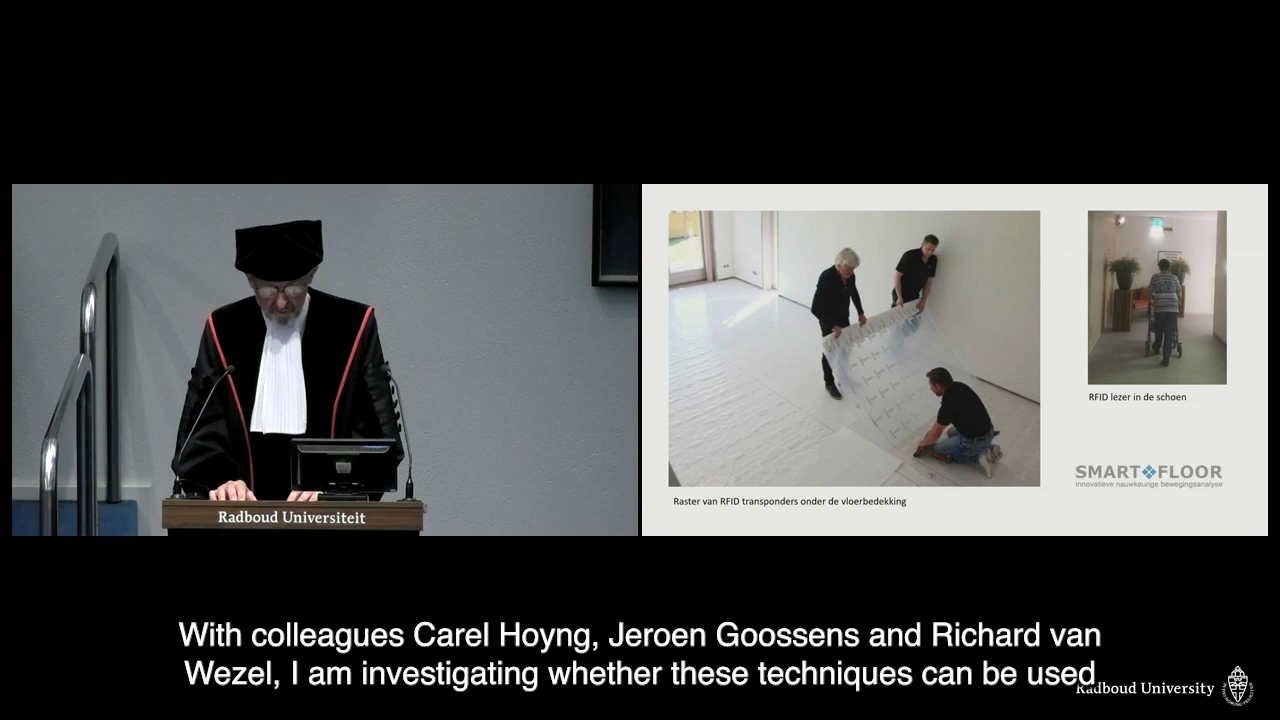 Radboud Universiteit
Raster van RFID transponders onder de vloerbedekking
RFID lezer in de schoen
SMART FLOOR
Innovatieve nauwkeurige bewegingsanalyse
With colleagues Carel Hoyng, Jeroen Goossens and Richard van
Wezel, I am investigating whether these techniques can be used
Radboud University